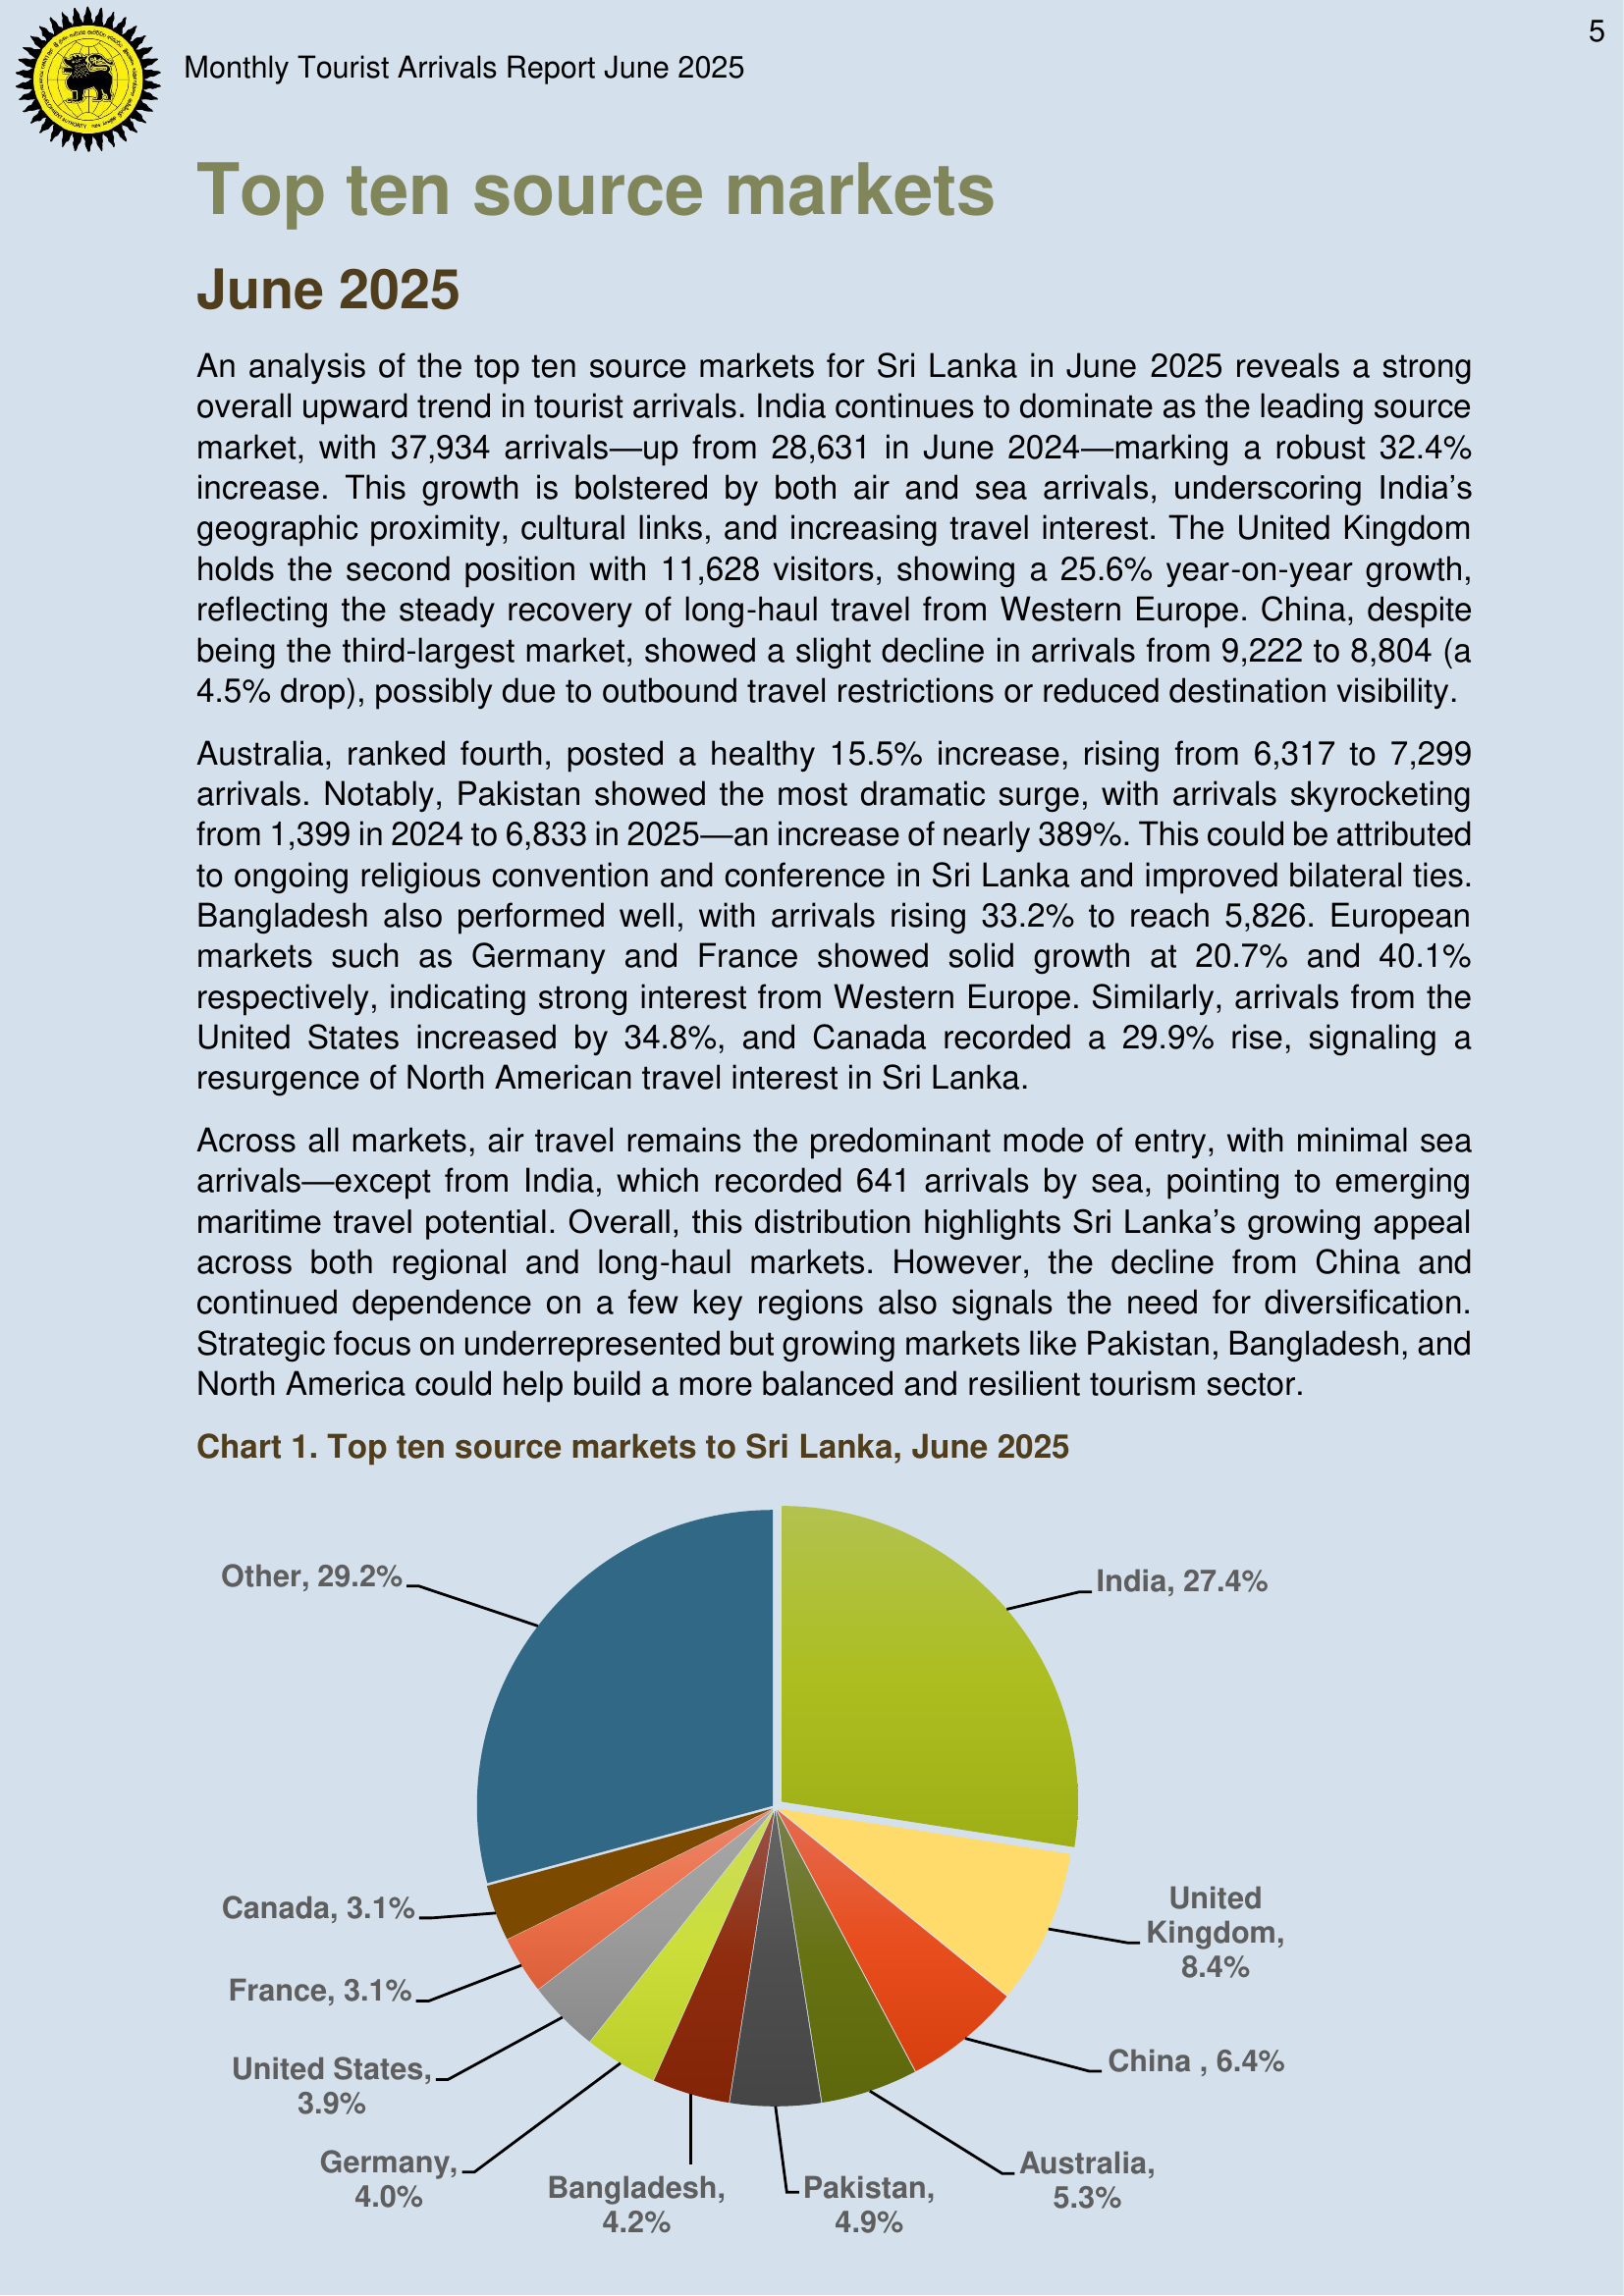 5
Monthly Tourist Arrivals Report June 2025
Top ten source markets
June 2025
An analysis of the top ten source markets for Sri Lanka in June 2025 reveals a strong
overall upward trend in tourist arrivals. India continues to dominate as the leading source
market, with 37,934 arrivals—up from 28,631 in June 2024—marking a robust 32.4%
increase. This growth is bolstered by both air and sea arrivals, underscoring India’s
geographic proximity, cultural links, and increasing travel interest. The United Kingdom
holds the second position with 11,628 visitors, showing a 25.6% year-on-year growth,
reflecting the steady recovery of long-haul travel from Western Europe. China, despite
being the third-largest market, showed a slight decline in arrivals from 9,222 to 8,804 (a
4.5% drop), possibly due to outbound travel restrictions or reduced destination visibility.
Australia, ranked fourth, posted a healthy 15.5% increase, rising from 6,317 to 7,299
arrivals. Notably, Pakistan showed the most dramatic surge, with arrivals skyrocketing
from 1,399 in 2024 to 6,833 in 2025—an increase of nearly 389%. This could be attributed
to ongoing religious convention and conference in Sri Lanka and improved bilateral ties.
Bangladesh also performed well, with arrivals rising 33.2% to reach 5,826. European
markets such as Germany and France showed solid growth at 20.7% and 40.1%
respectively, indicating strong interest from Western Europe. Similarly, arrivals from the
United States increased by 34.8%, and Canada recorded a 29.9% rise, signaling a
resurgence of North American travel interest in Sri Lanka.
Across all markets, air travel remains the predominant mode of entry, with minimal sea
arrivals—except from India, which recorded 641 arrivals by sea, pointing to emerging
maritime travel potential. Overall, this distribution highlights Sri Lanka’s growing appeal
across both regional and long-haul markets. However, the decline from China and
continued dependence on a few key regions also signals the need for diversification.
Strategic focus on underrepresented but growing markets like Pakistan, Bangladesh, and
North America could help build a more balanced and resilient tourism sector.
Chart 1. Top ten source markets to Sri Lanka, June 2025
Other, 29.2%
India, 27.4%
Canada, 3.1%
United
Kingdom,
8.4%
France, 3.1%
China , 6.4%
United States,
3.9%
Germany,
4.0%
Bangladesh,
4.2%
Pakistan,
4.9%
Australia,
5.3%